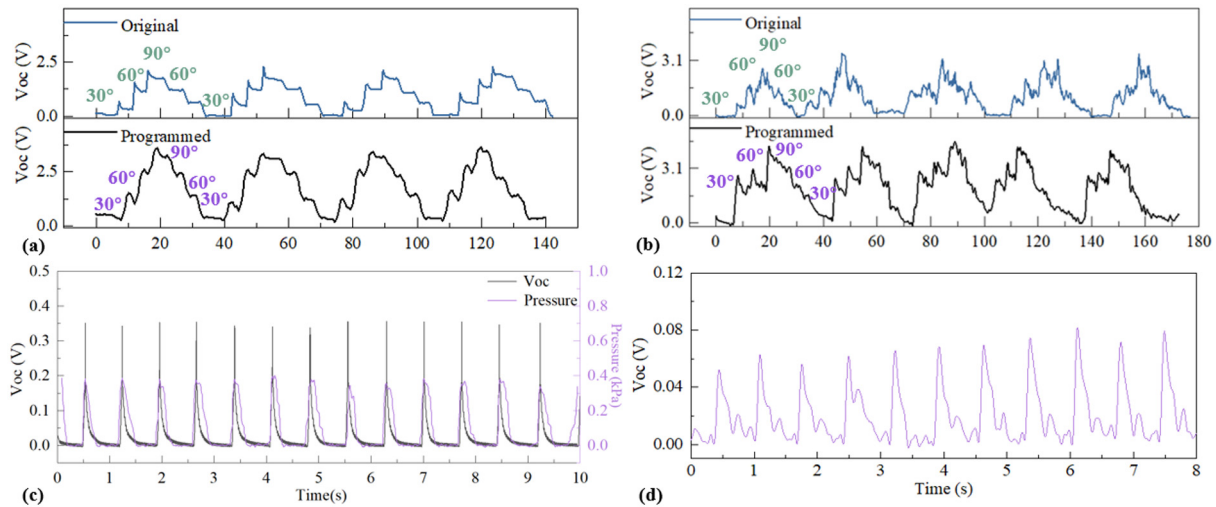 Original
Voc (V)
2.5
0.0
30°
60°
90°
60°
30°
Programmed
Voc (V)
2.5
0.0
30°
60°
90°
60°
30°
0 20 40 60 80 100 120 140
(a)
Original
Voc (V)
3.1
0.0
30°
60°
90°
60°
30°
Programmed
Voc (V)
3.1
0.0
30°
60°
90°
60°
30°
0 20 40 60 80 100 120 140 160 180
(b)
Voc (V)
0.5
0.4
0.3
0.2
0.1
0.0
Voc
Pressure
1.0
0.8
0.6
0.4
0.2
0.0
Pressure (kPa)
0 1 2 3 4 5 6 7 8 9 10
Time(s)
(c)
Voc (V)
0.12
0.08
0.04
0.00
0 1 2 3 4 5 6 7 8
Time (s)
(d)